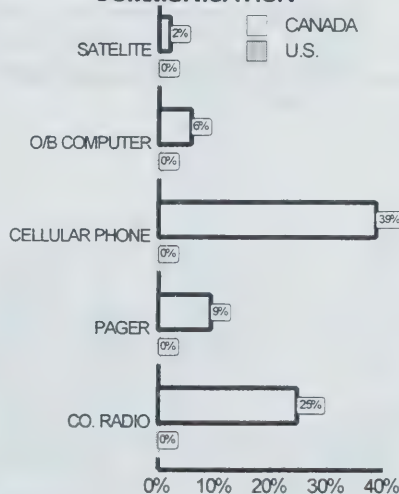 CANADA
U.S.
SATELITE
2%
0%
O/B COMPUTER
6%
0%
CELLULAR PHONE
39%
0%
PAGER
9%
0%
CO. RADIO
25%
0%
0% 10% 20% 30% 40%